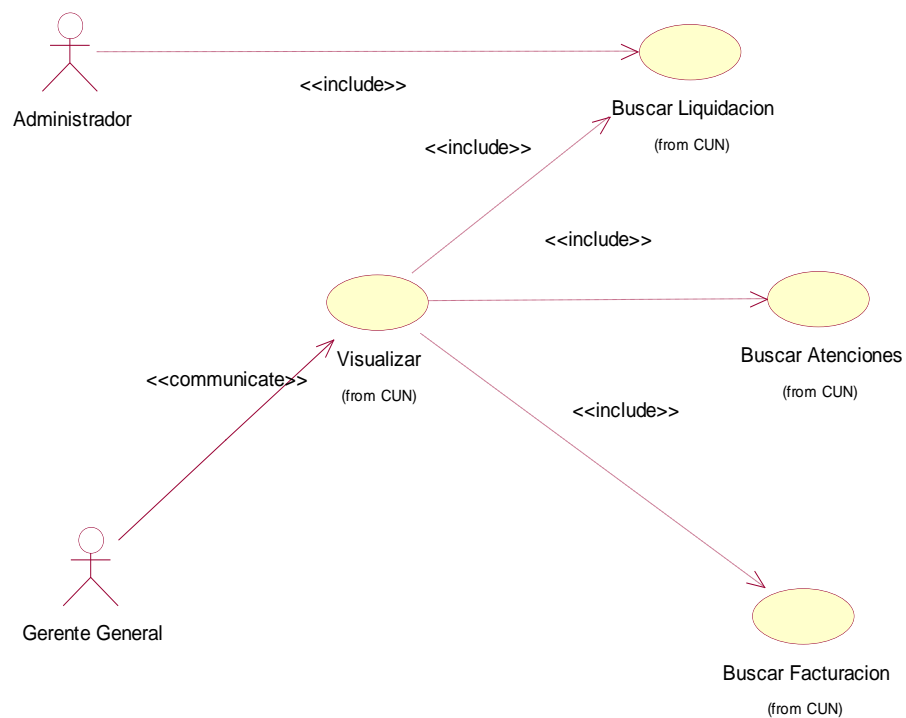 <<include>>
Administrador
Buscar Liquidacion
(from CUN)
<<include>>
<<include>>
Visualizar
(from CUN)
Buscar Atenciones
(from CUN)
<<communicate>>
<<include>>
Gerente General
Buscar Facturacion
(from CUN)